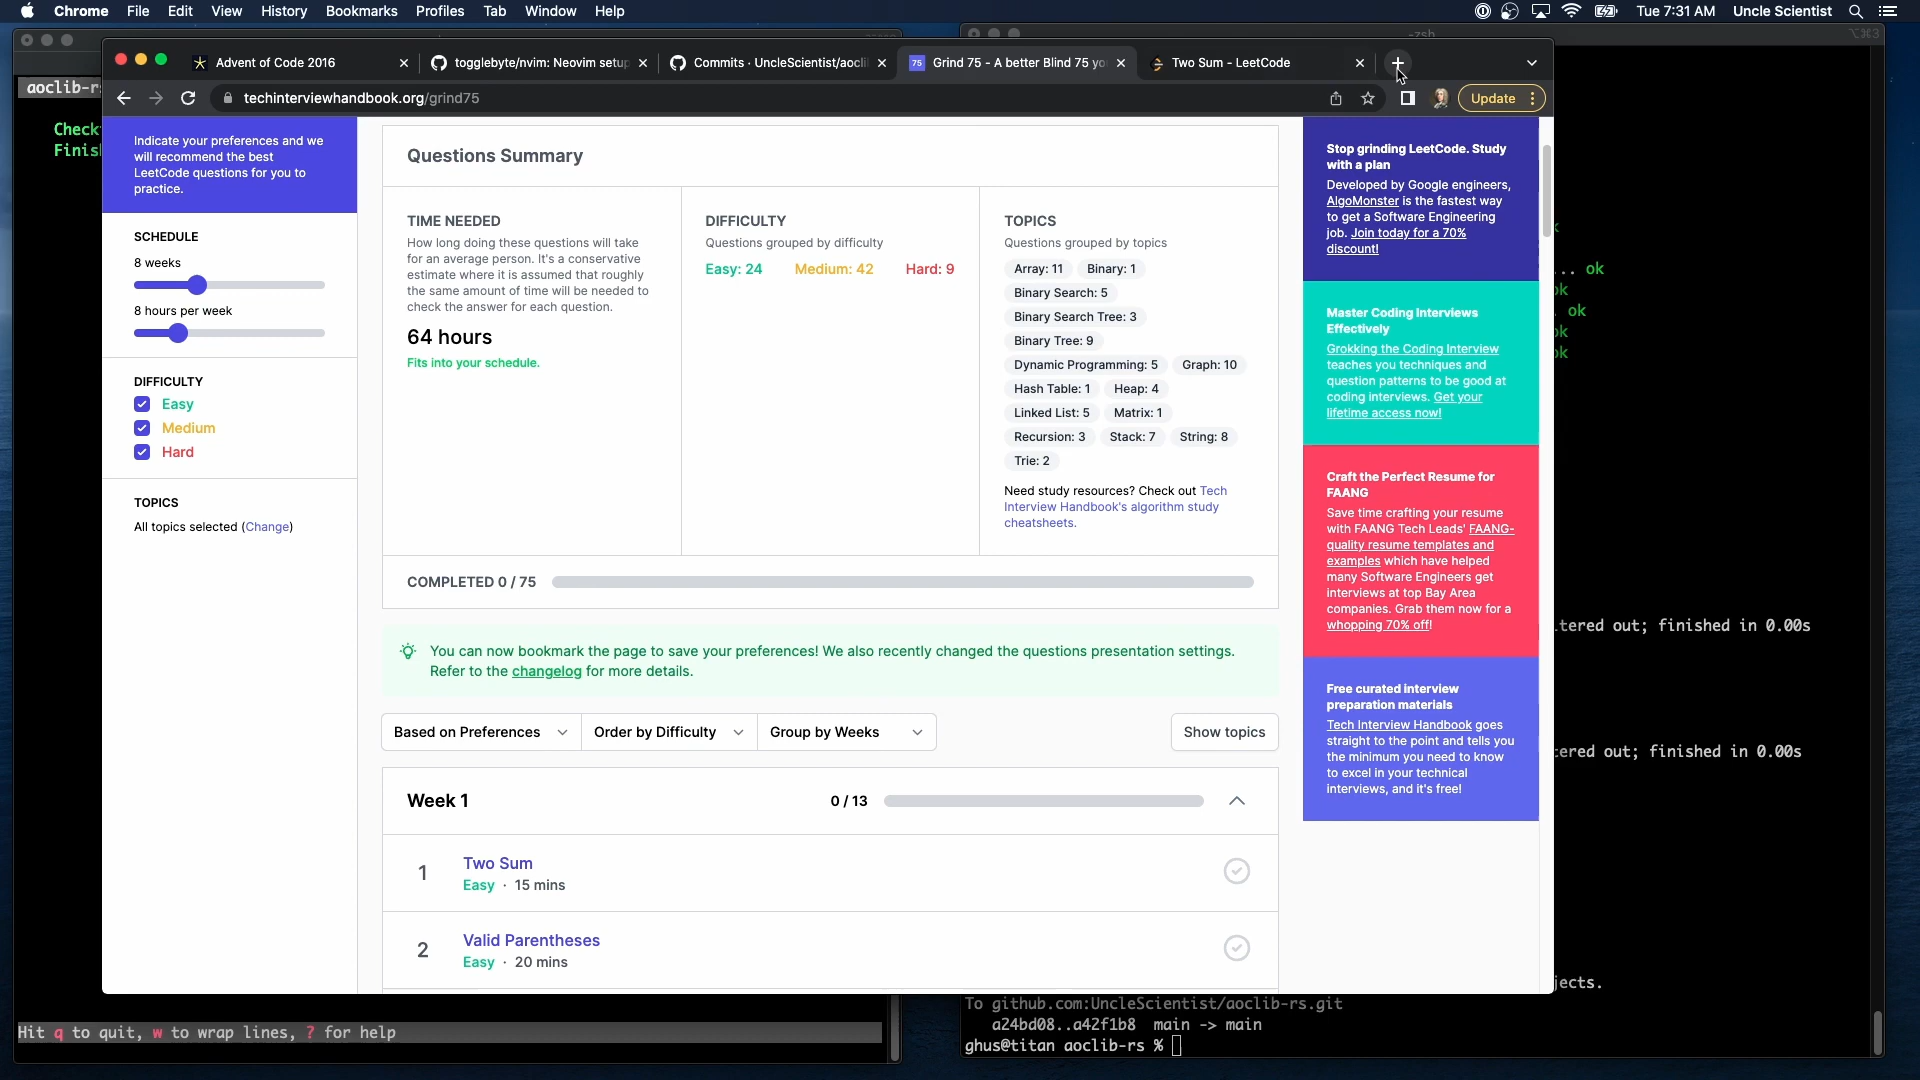 Chrome File Edit View History Bookmarks Profiles Tab Window Help
Tue 7:31 AM Uncle Scientist
-zsh
⌥⌘3
Advent of Code 2016
togglebyte/nvim: Neovim setup
Commits · UncleScientist/aocli
75 Grind 75 - A better Blind 75 yo
Two Sum - LeetCode
techinterviewhandbook.org/grind75
Update
aoclib-rs
Check
Finish
Indicate your preferences and we
will recommend the best
LeetCode questions for you to
practice.
SCHEDULE
8 weeks
8 hours per week
DIFFICULTY
Easy
Medium
Hard
TOPICS
All topics selected (Change)
Questions Summary
TIME NEEDED
How long doing these questions will take
for an average person. It's a conservative
estimate where it is assumed that roughly
the same amount of time will be needed to
check the answer for each question.
64 hours
Fits into your schedule.
DIFFICULTY
Questions grouped by difficulty
Easy: 24 Medium: 42 Hard: 9
TOPICS
Questions grouped by topics
Array: 11 Binary: 1
Binary Search: 5
Binary Search Tree: 3
Binary Tree: 9
Dynamic Programming: 5 Graph: 10
Hash Table: 1 Heap: 4
Linked List: 5 Matrix: 1
Recursion: 3 Stack: 7 String: 8
Trie: 2
Need study resources? Check out Tech
Interview Handbook's algorithm study
cheatsheets.
COMPLETED 0 / 75
You can now bookmark the page to save your preferences! We also recently changed the questions presentation settings.
Refer to the changelog for more details.
Based on Preferences Order by Difficulty Group by Weeks Show topics
Week 1 0 / 13
1 Two Sum
Easy · 15 mins
2 Valid Parentheses
Easy · 20 mins
Stop grinding LeetCode. Study
with a plan
Developed by Google engineers,
AlgoMonster is the fastest way
to get a Software Engineering
job. Join today for a 70%
discount!
Master Coding Interviews
Effectively
Grokking the Coding Interview
teaches you techniques and
question patterns to be good at
coding interviews. Get your
lifetime access now!
Craft the Perfect Resume for
FAANG
Save time crafting your resume
with FAANG Tech Leads' FAANG-
quality resume templates and
examples which have helped
many Software Engineers get
interviews at top Bay Area
companies. Grab them now for a
whopping 70% off!
Free curated interview
preparation materials
Tech Interview Handbook goes
straight to the point and tells you
the minimum you need to know
to excel in your technical
interviews, and it's free!
k
... ok
ok
. ok
ok
ok
tered out; finished in 0.00s
tered out; finished in 0.00s
jects.
To github.com:UncleScientist/aoclib-rs.git
a24bd08..a42f1b8 main -> main
ghus@titan aoclib-rs %
Hit q to quit, w to wrap lines, ? for help